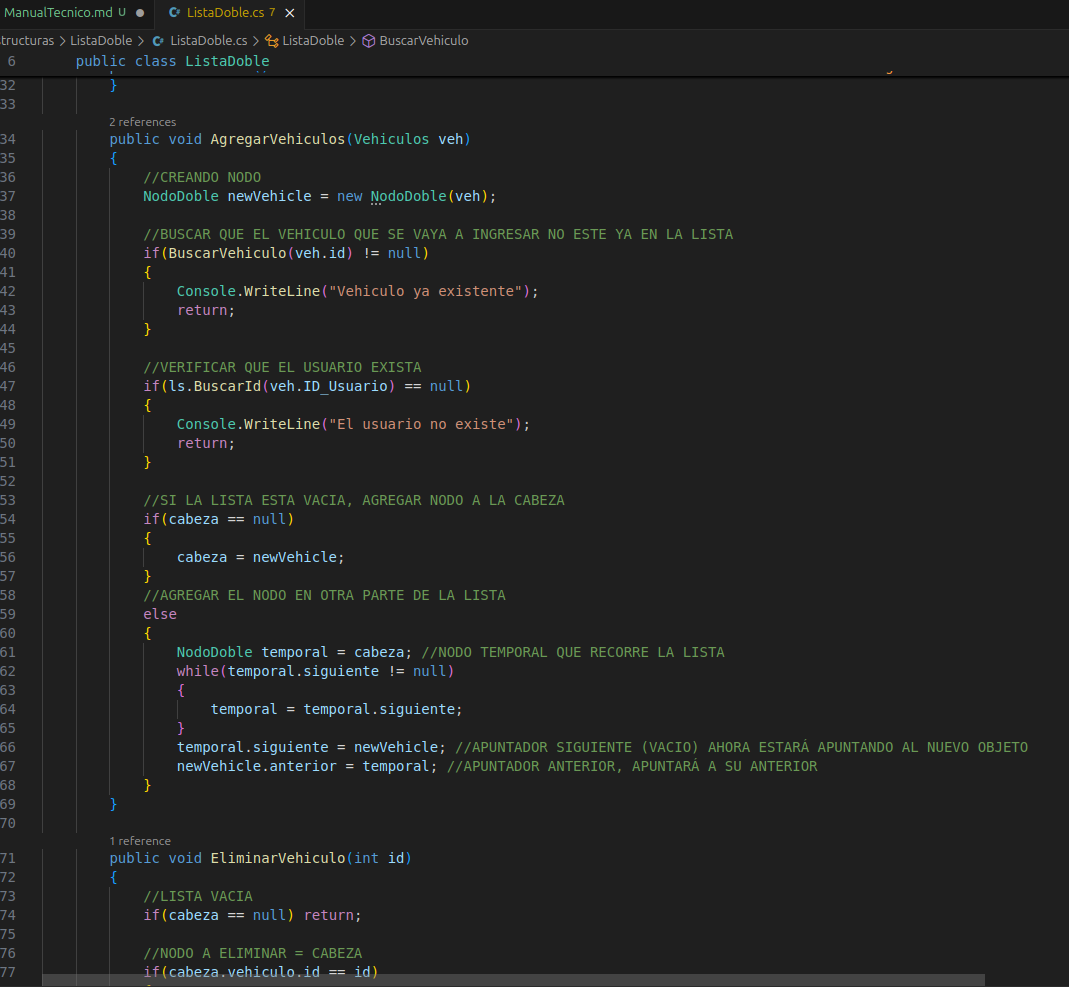 ManualTecnico.md U ● ListaDoble.cs 7 ×
tructuras > ListaDoble > ListaDoble.cs > ListaDoble > BuscarVehiculo
6 public class ListaDoble
32 }
33
2 references
34 public void AgregarVehiculos(Vehiculos veh)
35 {
36 //CREANDO NODO
37 NodoDoble newVehicle = new NodoDoble(veh);
38
39 //BUSCAR QUE EL VEHICULO QUE SE VAYA A INGRESAR NO ESTE YA EN LA LISTA
40 if(BuscarVehiculo(veh.id) != null)
41 {
42 Console.WriteLine("Vehiculo ya existente");
43 return;
44 }
45
46 //VERIFICAR QUE EL USUARIO EXISTA
47 if(ls.BuscarId(veh.ID_Usuario) == null)
48 {
49 Console.WriteLine("El usuario no existe");
50 return;
51 }
52
53 //SI LA LISTA ESTA VACIA, AGREGAR NODO A LA CABEZA
54 if(cabeza == null)
55 {
56 cabeza = newVehicle;
57 }
58 //AGREGAR EL NODO EN OTRA PARTE DE LA LISTA
59 else
60 {
61 NodoDoble temporal = cabeza; //NODO TEMPORAL QUE RECORRE LA LISTA
62 while(temporal.siguiente != null)
63 {
64 temporal = temporal.siguiente;
65 }
66 temporal.siguiente = newVehicle; //APUNTADOR SIGUIENTE (VACIO) AHORA ESTARÁ APUNTANDO AL NUEVO OBJETO
67 newVehicle.anterior = temporal; //APUNTADOR ANTERIOR, APUNTARÁ A SU ANTERIOR
68 }
69 }
70
1 reference
71 public void EliminarVehiculo(int id)
72 {
73 //LISTA VACIA
74 if(cabeza == null) return;
75
76 //NODO A ELIMINAR = CABEZA
77 if(cabeza.vehiculo.id == id)